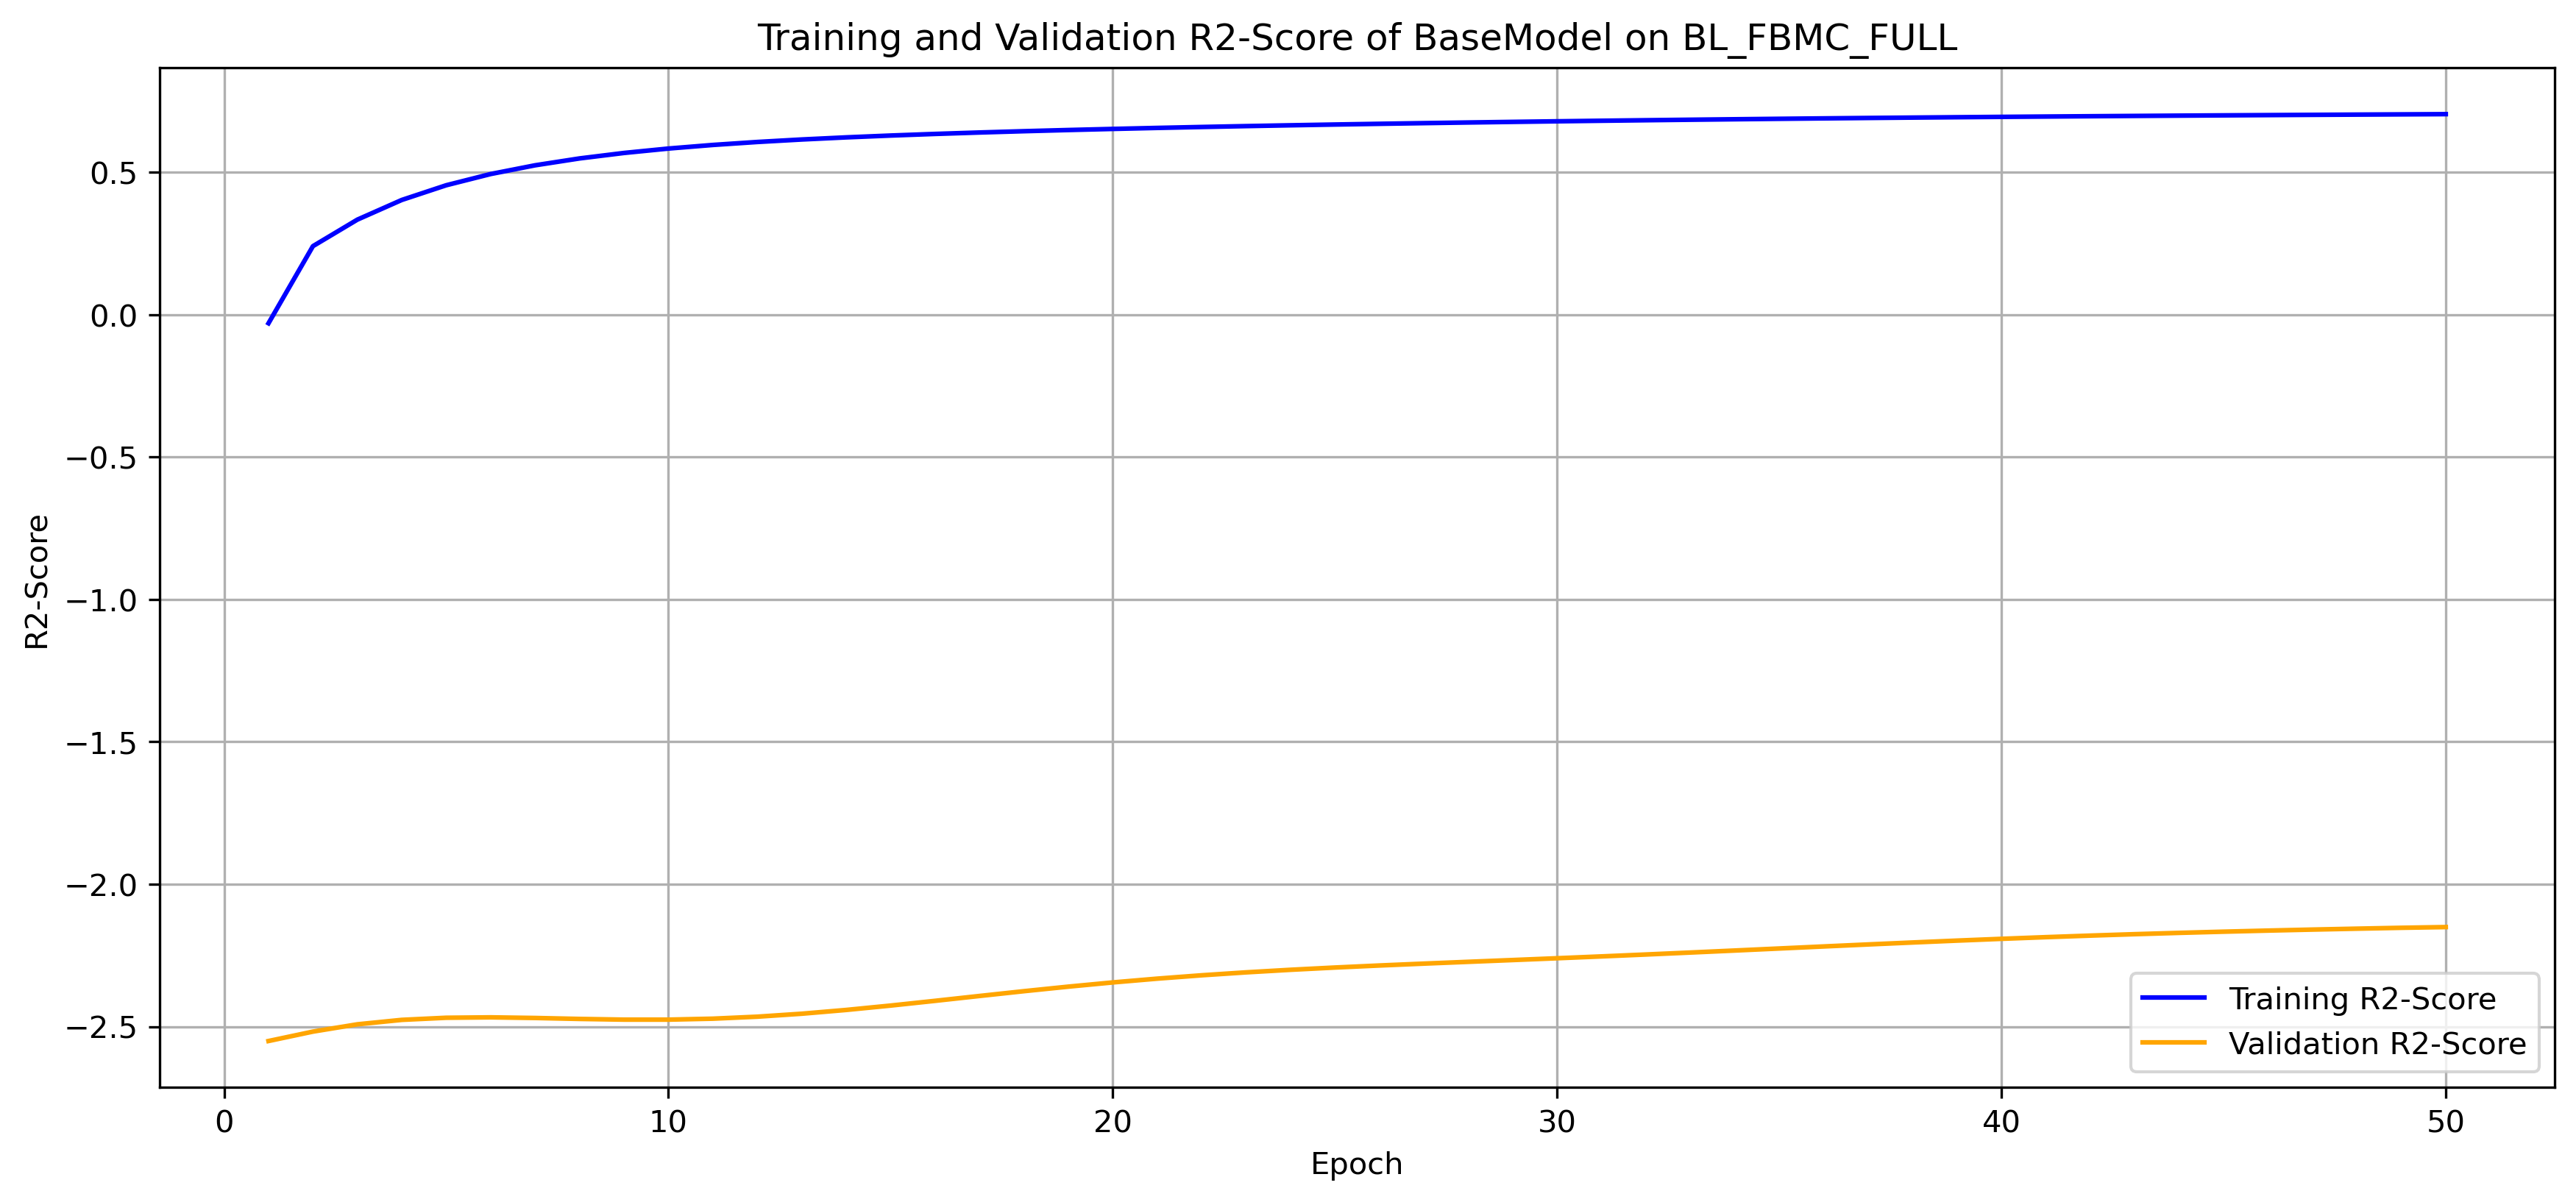 Training and Validation R2-Score of BaseModel on BL_FBMC_FULL
R2-Score
0.5
0.0
−0.5
−1.0
−1.5
−2.0
−2.5
0 10 20 30 40 50
Epoch
Training R2-Score
Validation R2-Score